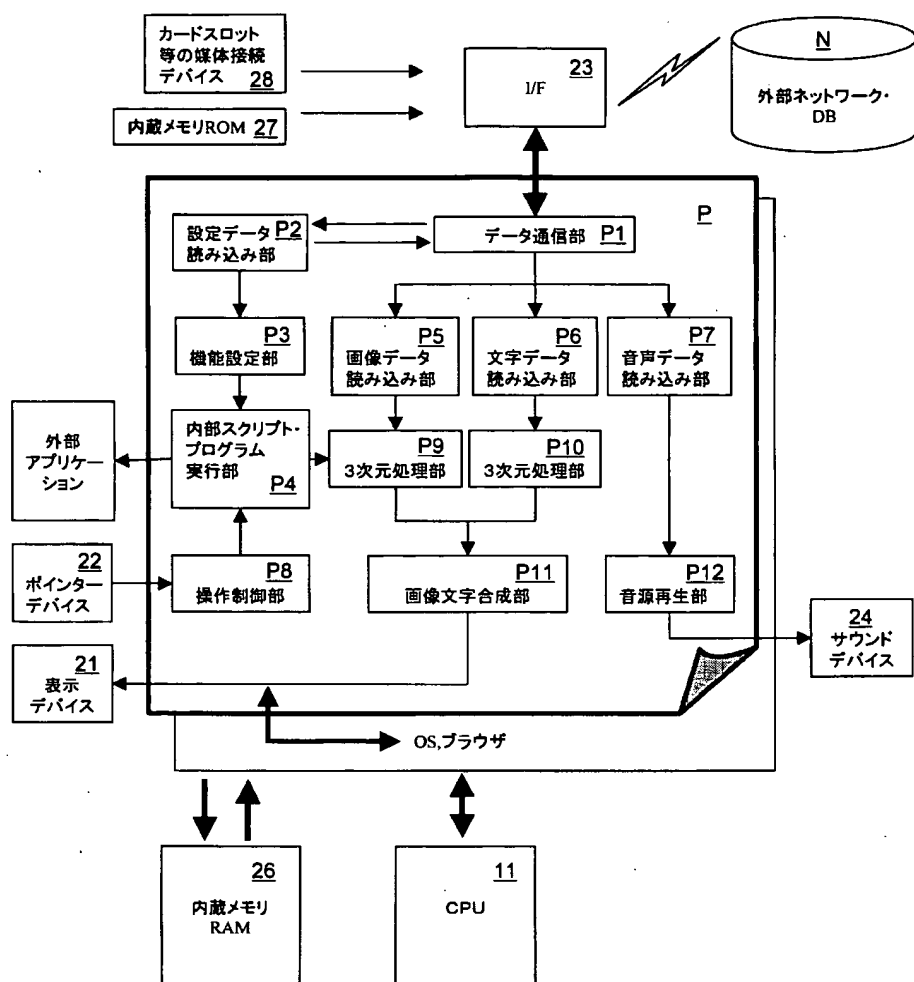 カードスロット
等の媒体接続
デバイス 28
内蔵メモリROM 27
23
I/F
N
外部ネットワーク・
DB
P
設定データ P2
読み込み部
データ通信部 P1
P3
機能設定部
P5
画像データ
読み込み部
P6
文字データ
読み込み部
P7
音声データ
読み込み部
外部
アプリケー
ション
内部スクリプト・
プログラム
実行部 P4
P9
3次元処理部
P10
3次元処理部
22
ポインター
デバイス
P8
操作制御部
P11
画像文字合成部
P12
音源再生部
24
サウンド
デバイス
21
表示
デバイス
OS,ブラウザ
26
内蔵メモリ
RAM
11
CPU